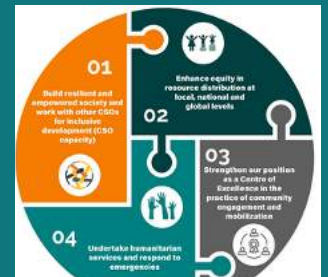 01
Build resilient and
empowered society and
work with other CSOs
for inclusive
development (CSO
capacity)
Enhance equity in
resource distribution at
local, national and
global levels
02
03
Strengthen our position
as a Centre of
Excellence in the
practice of community
engagement and
mobilization
04
Undertake humanitarian
services and respond to
emergencies